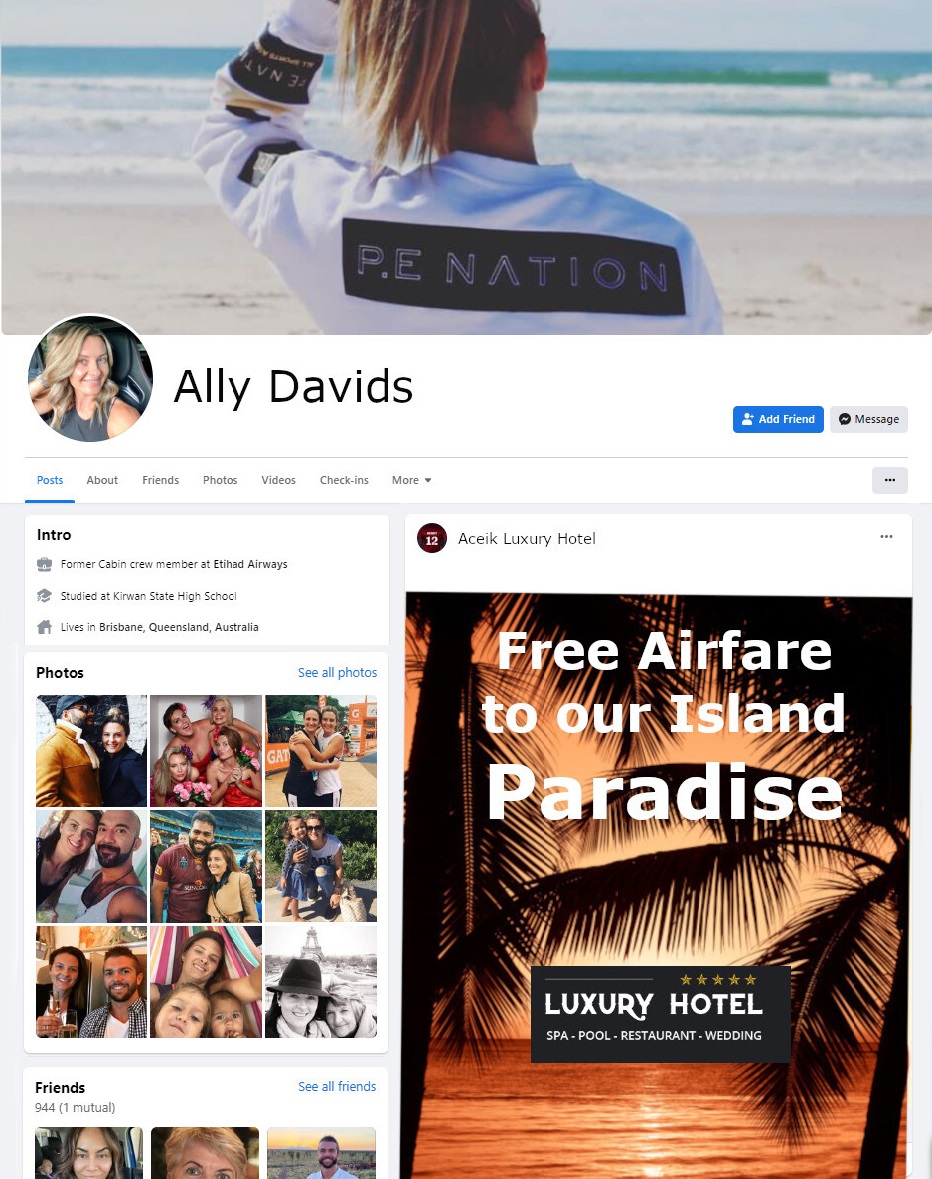 P.E NATION
P.E NATION
Ally Davids
Add Friend
Message
Posts
About
Friends
Photos
Videos
Check-ins
More
Intro
Former Cabin crew member at Etihad Airways
Studied at Kirwan State High School
Lives in Brisbane, Queensland, Australia
Photos
See all photos
GAT
Friends
See all friends
944 (1 mutual)
12
Aceik Luxury Hotel
Free Airfare
to our Island
Paradise
LUXURY HOTEL
SPA - POOL - RESTAURANT - WEDDING